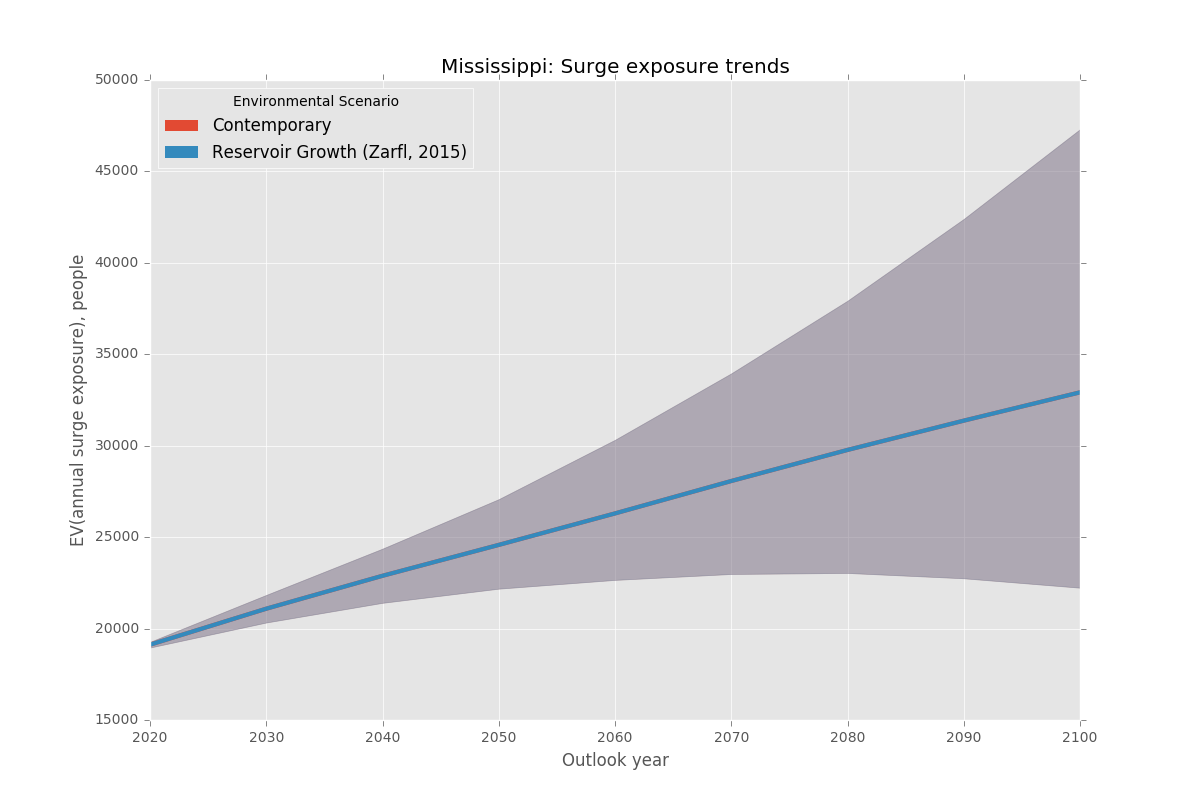 Mississippi: Surge exposure trends
Environmental Scenario
Contemporary
Reservoir Growth (Zarfl, 2015)
EV(annual surge exposure), people
50000
45000
40000
35000
30000
25000
20000
15000
2020 2030 2040 2050 2060 2070 2080 2090 2100
Outlook year